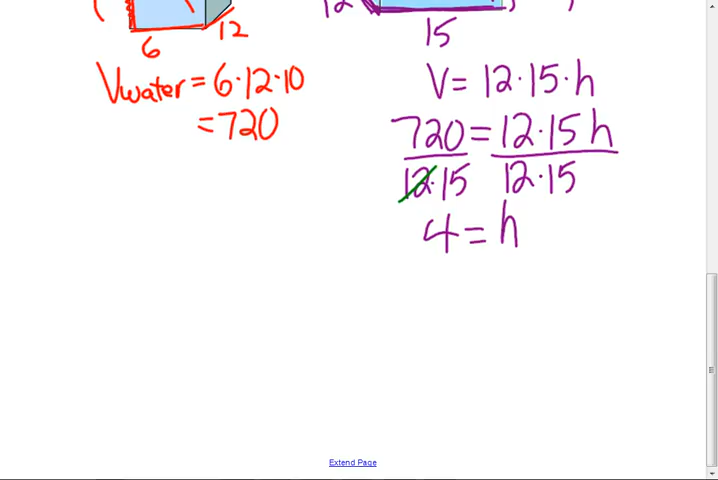 12
12
6
15
Vwater = 6·12·10
= 720
V = 12·15·h
720 = 12·15 h
12·15 12·15
4 = h
Extend Page